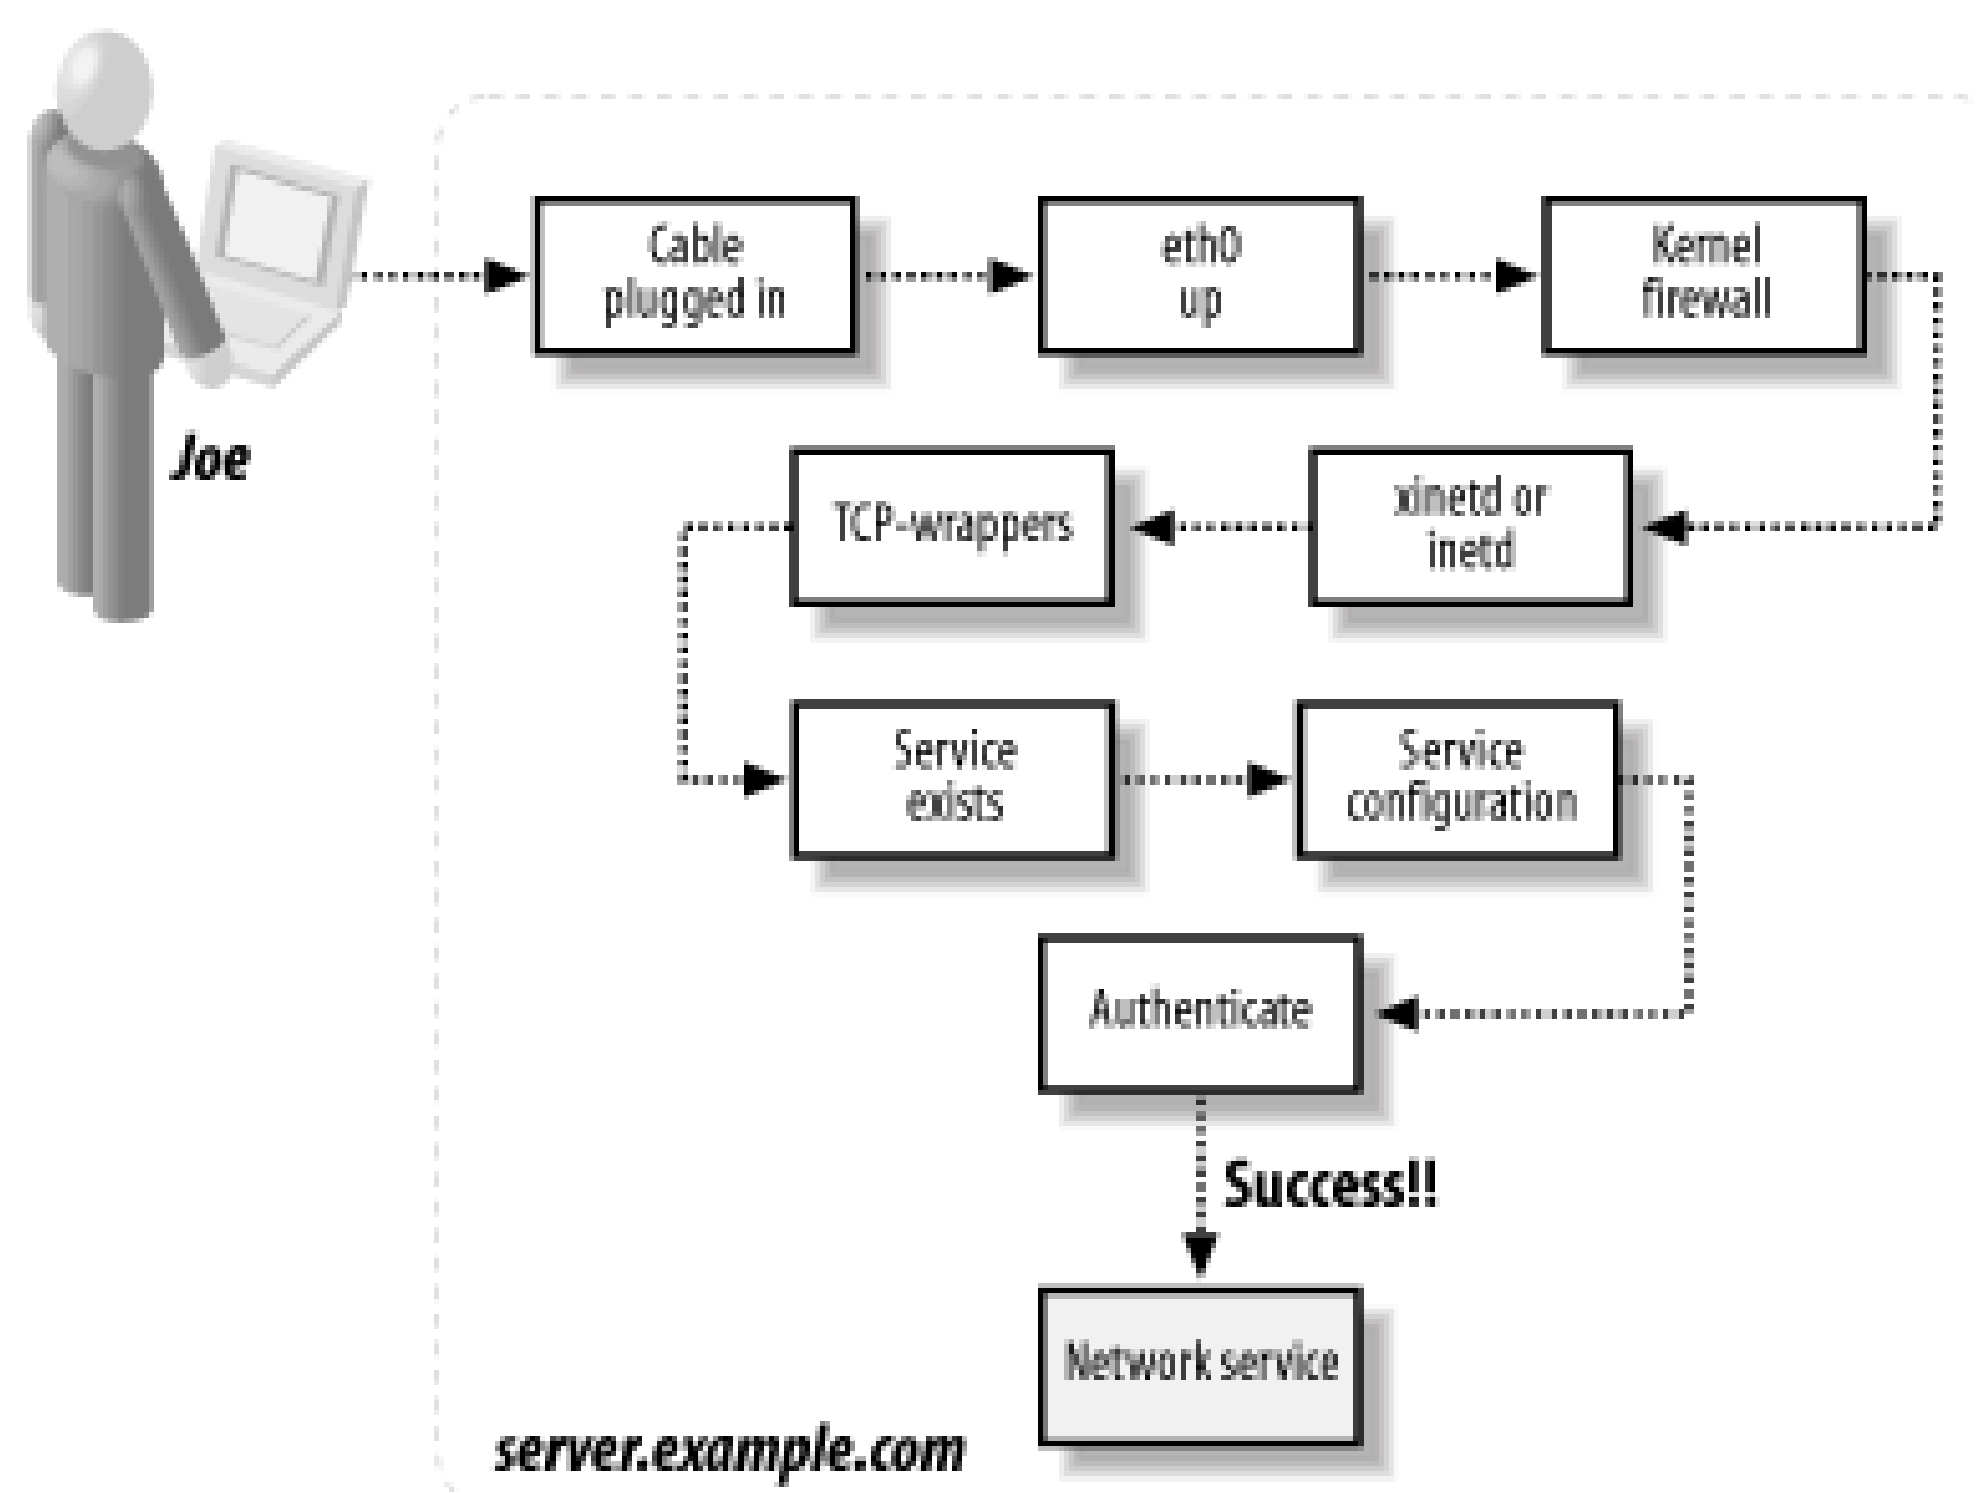 Cable
plugged in
eth0
up
Kernel
firewall
Joe
TCP-wrappers
xinetd or
inetd
Service
exists
Service
configuration
Authenticate
Success!!
Network service
server.example.com